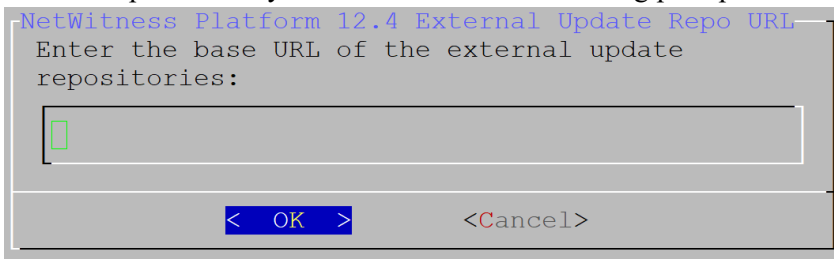 NetWitness Platform 12.4 External Update Repo URL
Enter the base URL of the external update
repositories:
< OK > <Cancel>